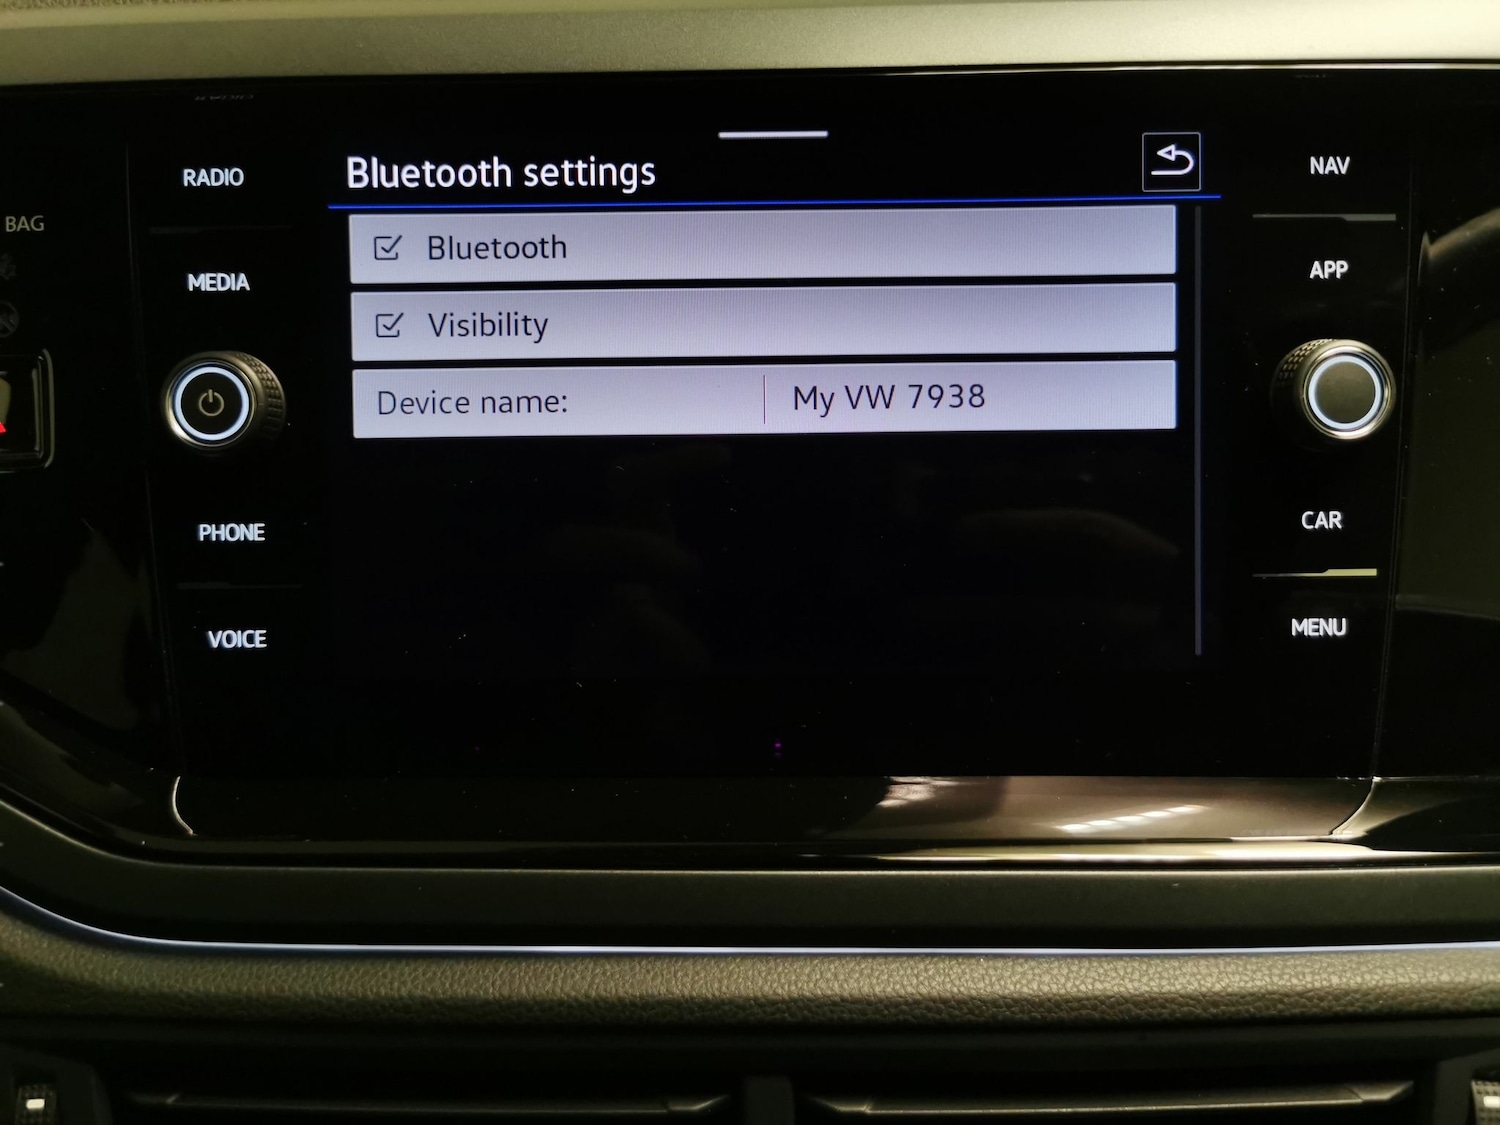 BAG
RADIO
MEDIA
PHONE
VOICE
Bluetooth settings
Bluetooth
Visibility
Device name: My VW 7938
NAV
APP
CAR
MENU